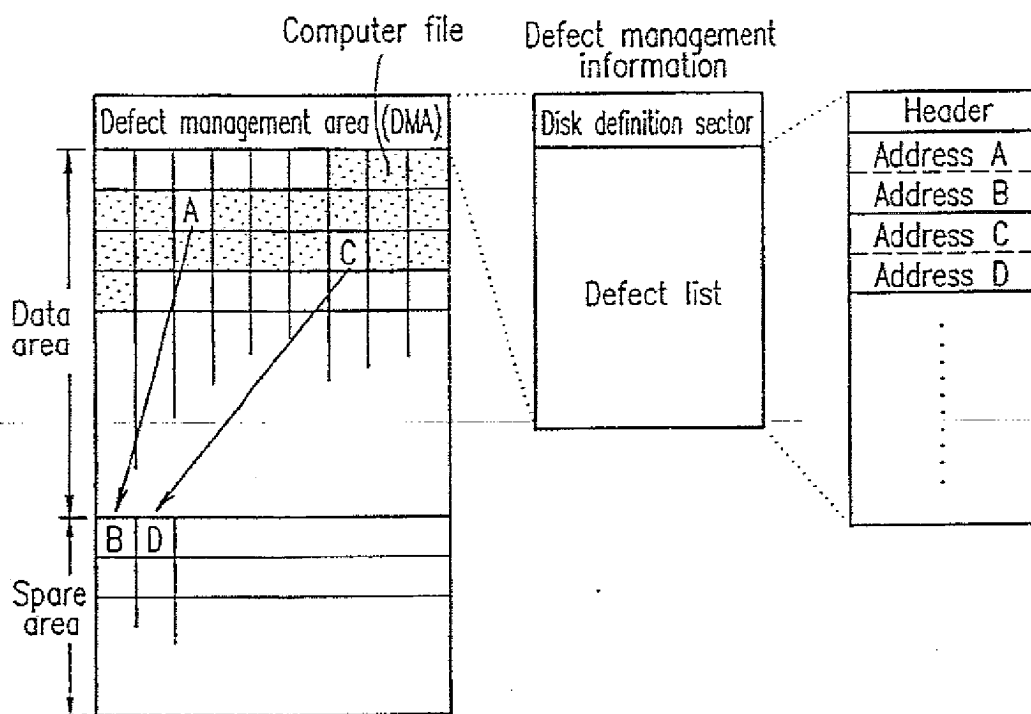 Computer file
Defect management
information
Defect management area (DMA)
Disk definition sector
Header
Address A
Address B
Address C
Address D
A
C
Defect list
Data
area
B D
Spare
area